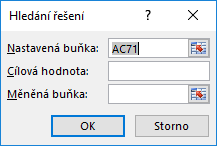 Hledání řešení ? ×
Nastavená buňka: AC71
Cílová hodnota:
Měněná buňka:
OK Storno